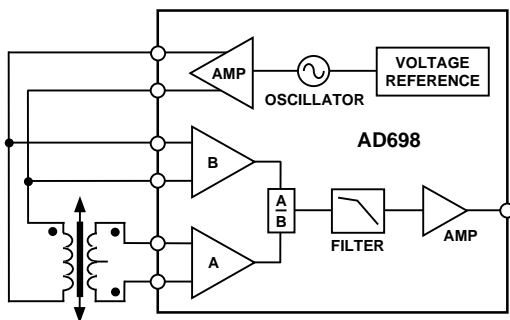 AMP
OSCILLATOR
VOLTAGE
REFERENCE
AD698
B
A
B
A
FILTER
AMP